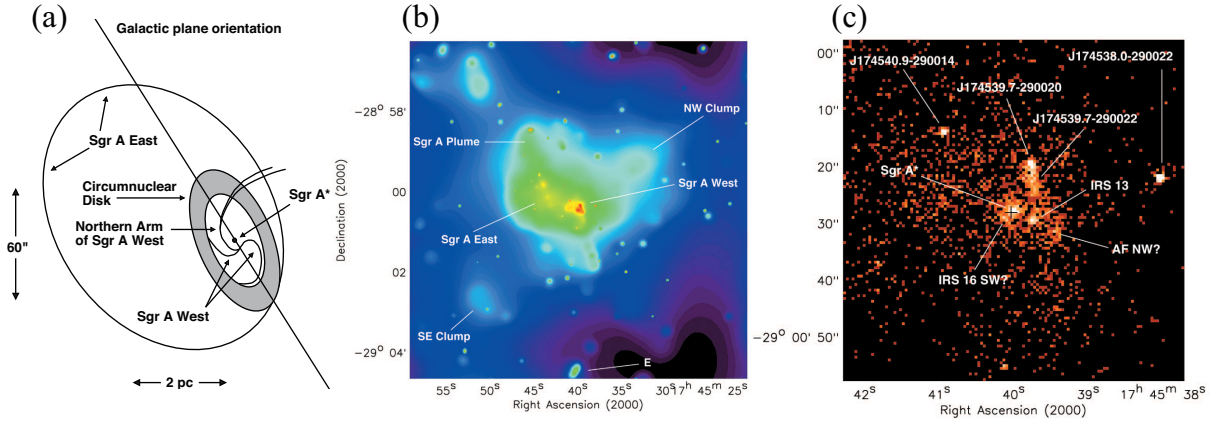 (a)
Galactic plane orientation
Sgr A East
Circumnuclear
Disk
Sgr A*
Northern Arm
of Sgr A West
60"
Sgr A West
2 pc
(b)
Declination (2000)
−28° 58'
00
02
−29° 04'
Sgr A Plume
NW Clump
Sgr A West
Sgr A East
SE Clump
E
55ˢ 50ˢ 45ˢ 40ˢ 35ˢ 30ˢ17ʰ 45ᵐ 25ˢ
Right Ascension (2000)
(c)
00"
10"
20"
30"
40"
−29° 00' 50"
J174540.9-290014
J174538.0-290022
J174539.7-290020
J174539.7-290022
Sgr A*
IRS 13
AF NW?
IRS 16 SW?
42ˢ 41ˢ 40ˢ 39ˢ 17ʰ 45ᵐ 38ˢ
Right Ascension (2000)